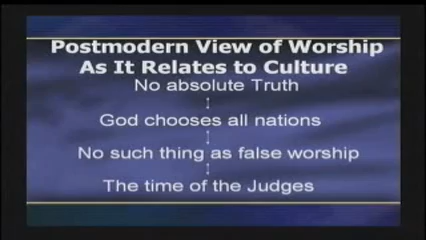 Postmodern View of Worship
As It Relates to Culture
No absolute Truth
God chooses all nations
No such thing as false worship
The time of the Judges